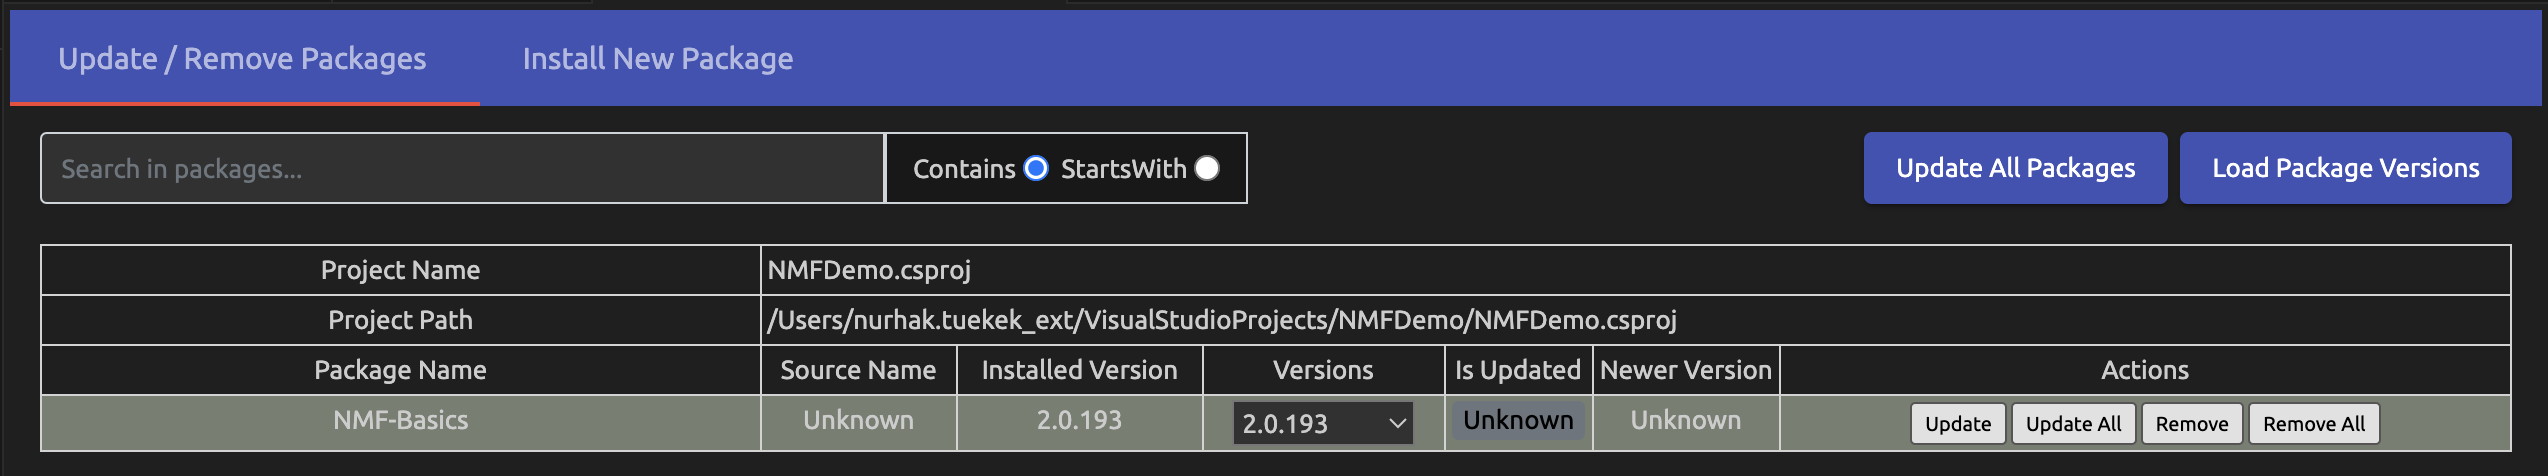 Update / Remove Packages Install New Package
Search in packages... Contains StartsWith Update All Packages Load Package Versions
Project Name NMFDemo.csproj
Project Path /Users/nurhak.tuekek_ext/VisualStudioProjects/NMFDemo/NMFDemo.csproj
Package Name Source Name Installed Version Versions Is Updated Newer Version Actions
NMF-Basics Unknown 2.0.193 2.0.193 Unknown Unknown Update Update All Remove Remove All